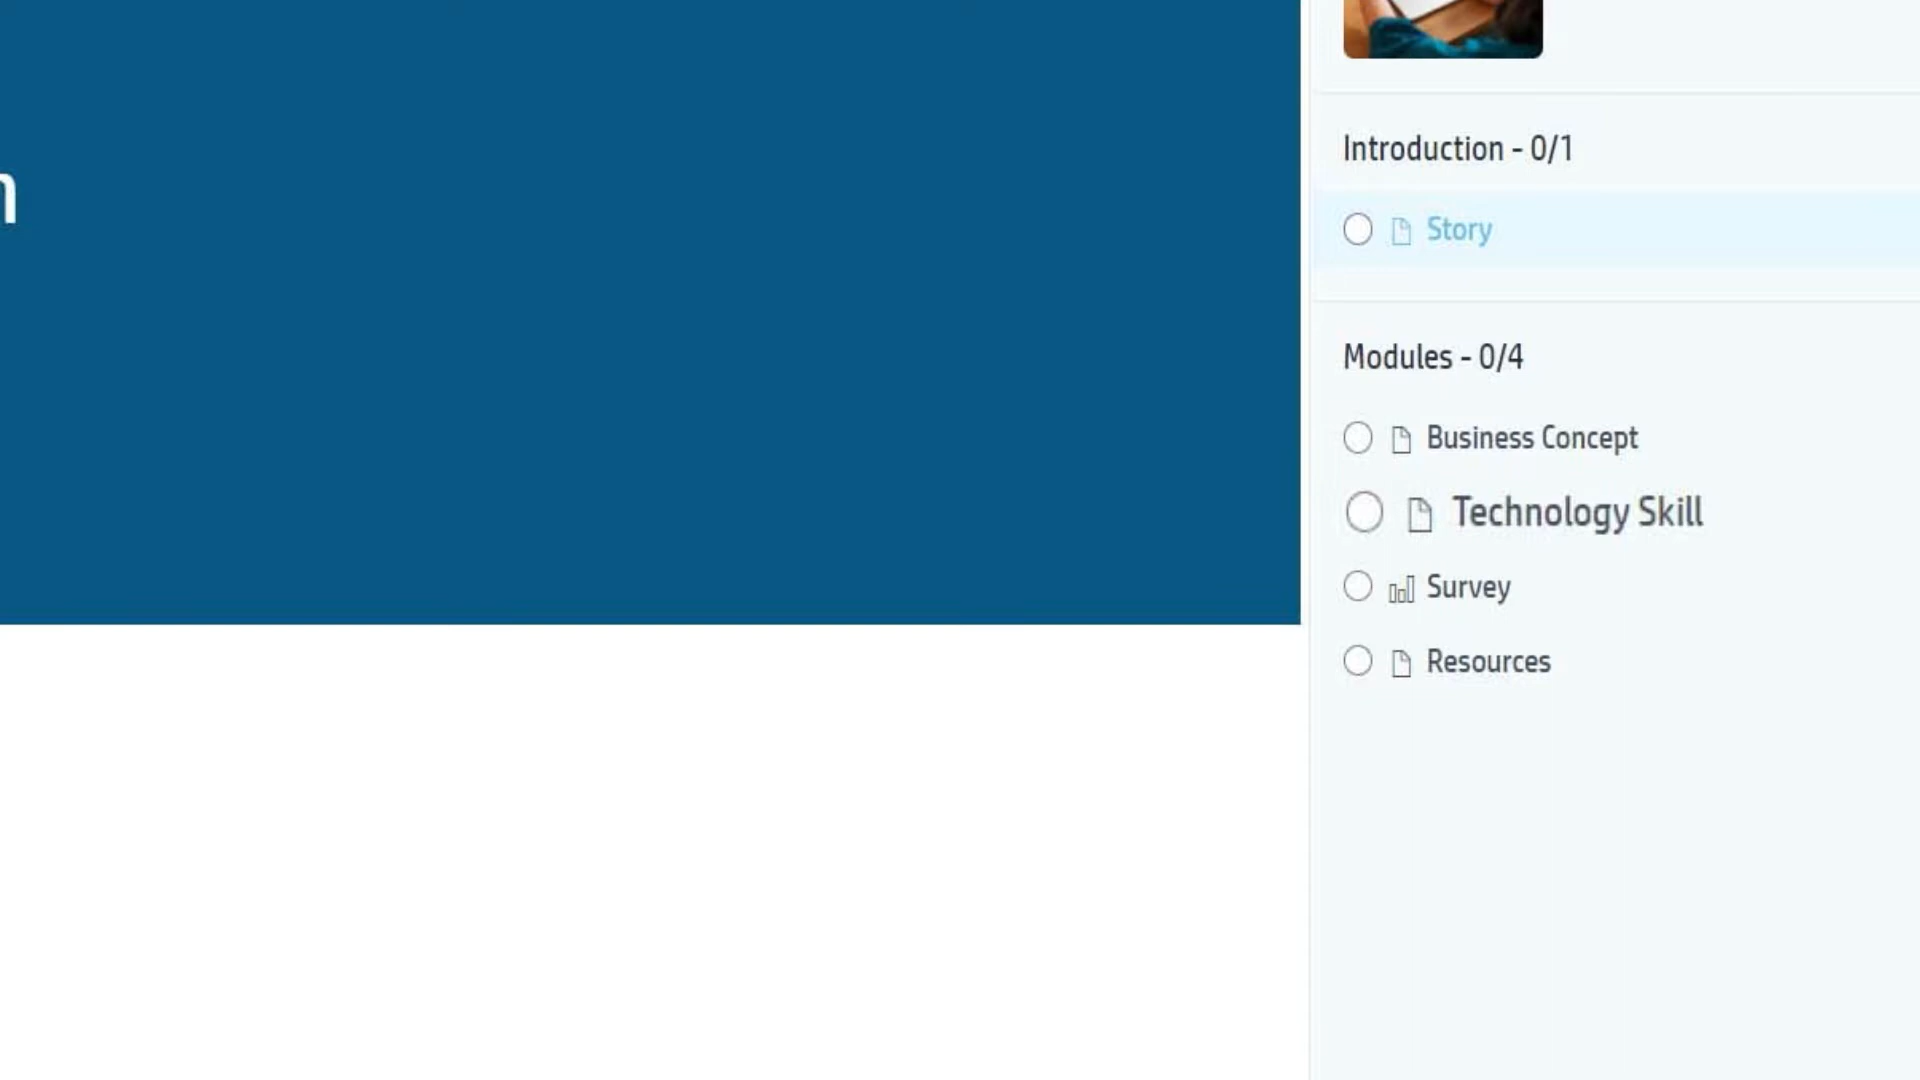 Introduction - 0/1
Story
Modules - 0/4
Business Concept
Technology Skill
Survey
Resources